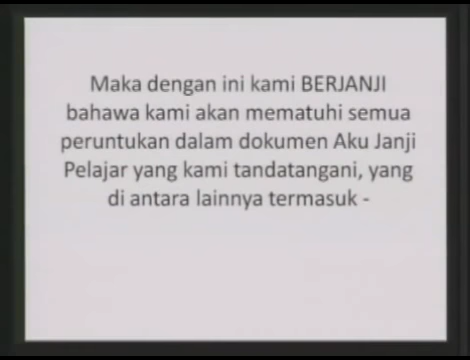 Maka dengan ini kami BERJANJI
bahawa kami akan mematuhi semua
peruntukan dalam dokumen Aku Janji
Pelajar yang kami tandatangani, yang
di antara lainnya termasuk -